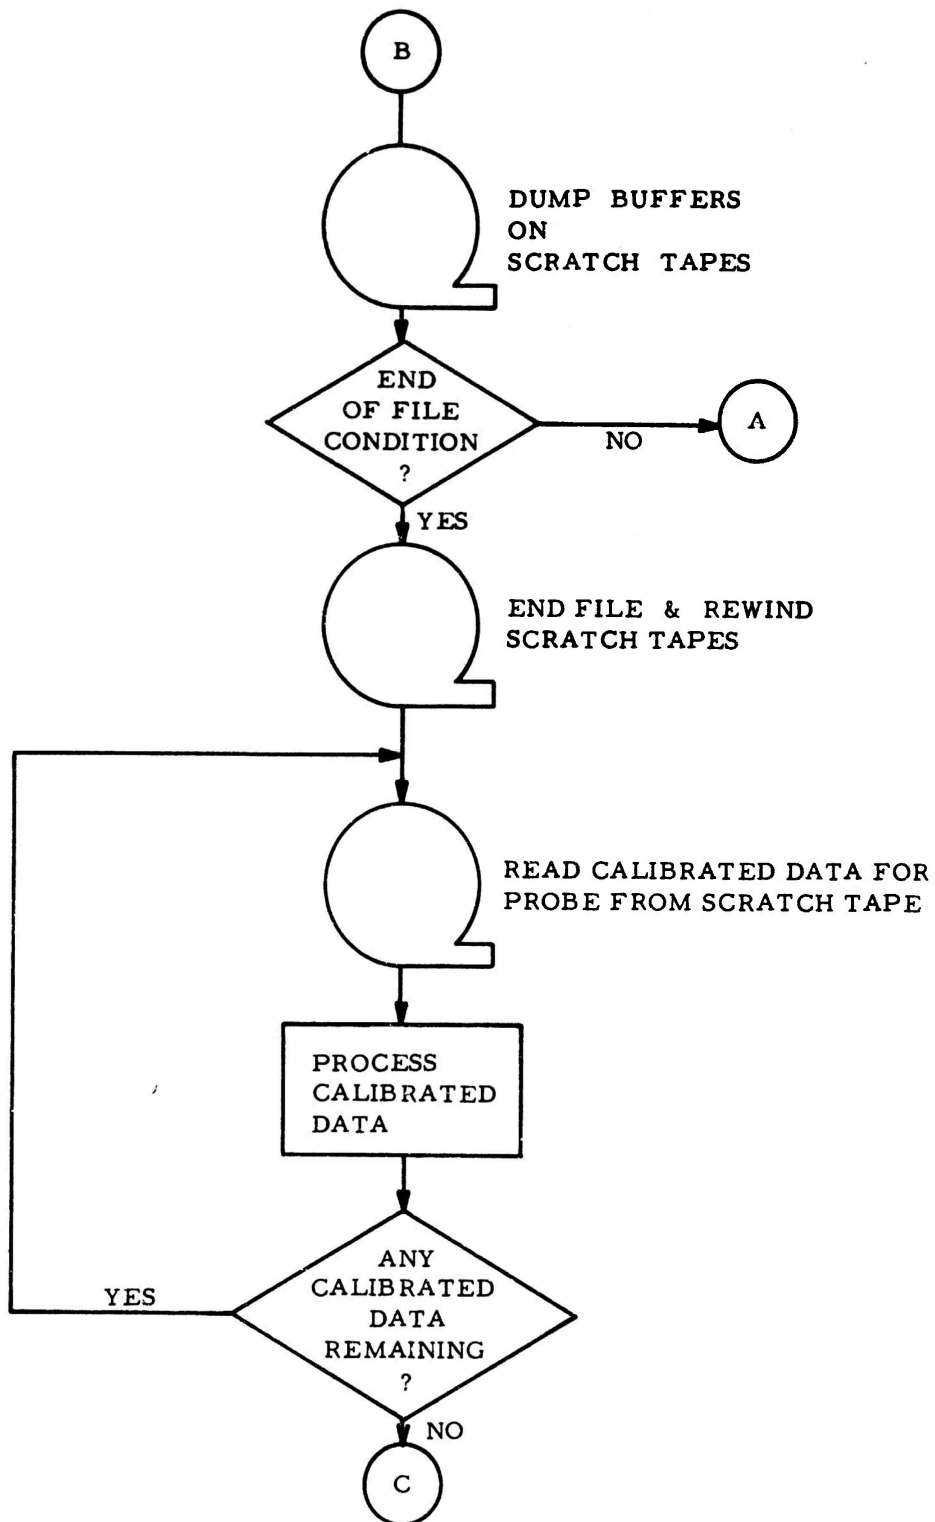 B
DUMP BUFFERS
ON
SCRATCH TAPES
END
OF FILE
CONDITION
?
NO
A
YES
END FILE & REWIND
SCRATCH TAPES
READ CALIBRATED DATA FOR
PROBE FROM SCRATCH TAPE
PROCESS
CALIBRATED
DATA
ANY
CALIBRATED
DATA
REMAINING
?
YES
NO
C